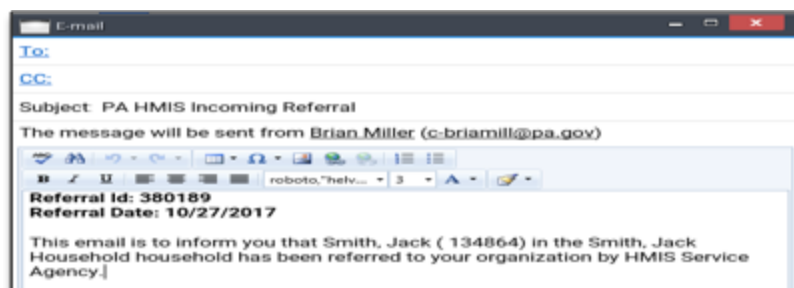 E-mail
To:
CC:
Subject: PA HMIS Incoming Referral
The message will be sent from Brian Miller (c-briamill@pa.gov)
B I U roboto,"helv... 3 A
Referral Id: 380189
Referral Date: 10/27/2017
This email is to inform you that Smith, Jack ( 134864) in the Smith, Jack
Household household has been referred to your organization by HMIS Service
Agency.